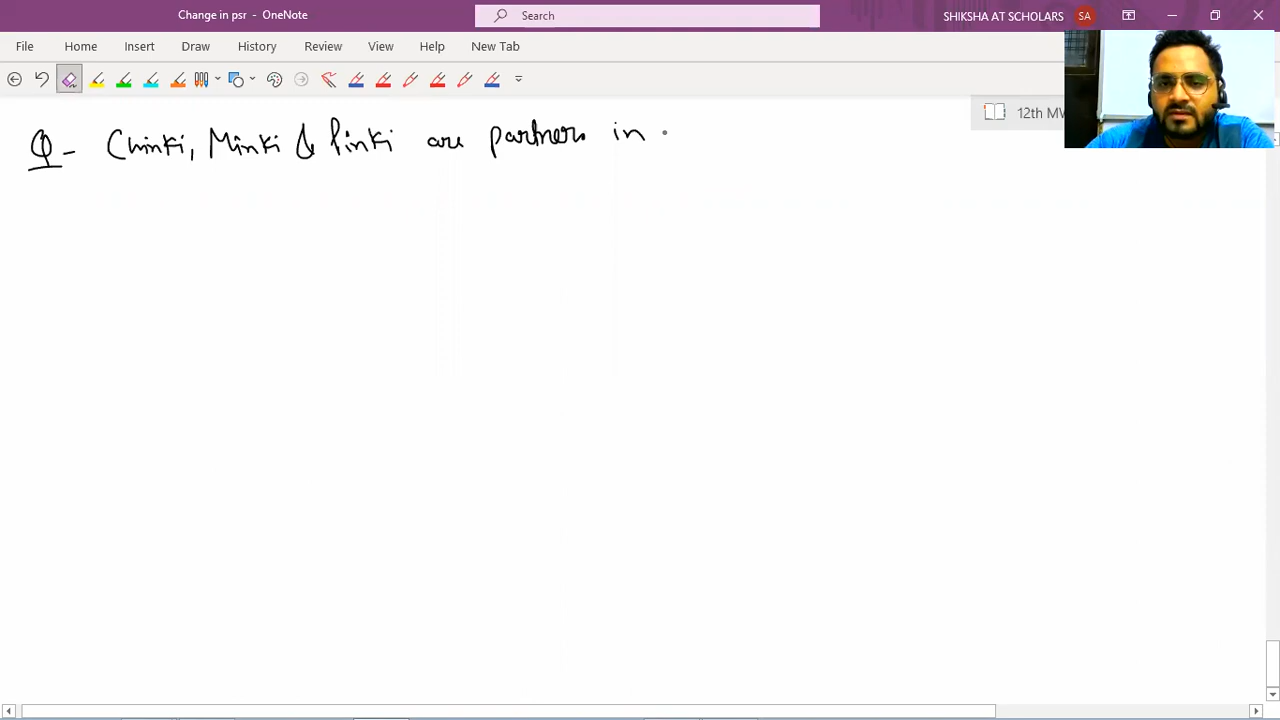 Change in psr - OneNote
Search
SHIKSHA AT SCHOLARS
SA
File Home Insert Draw History Review View Help New Tab
12th MW
Q - Chinki, Minki & Pinki are partners in